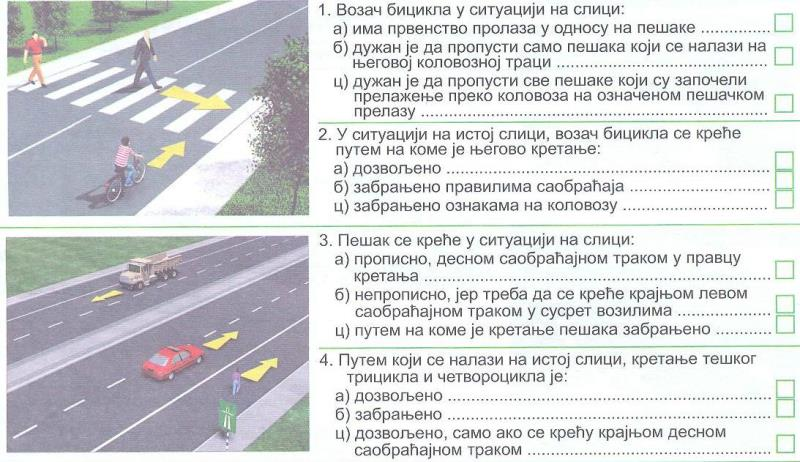 1. Возач бицикла у ситуацији на слици:
а) има првенство пролаза у односу на пешаке
б) дужан је да пропусти само пешака који се налази на
његовој коловозној траци
ц) дужан је да пропусти све пешаке који су започели
прелажење преко коловоза на означеном пешачком
прелазу
2. У ситуацији на истој слици, возач бицикла се креће
путем на коме је његово кретање:
а) дозвољено
б) забрањено правилима саобраћаја
ц) забрањено ознакама на коловозу
3. Пешак се креће у ситуацији на слици:
а) прописно, десном саобраћајном траком у правцу
кретања
б) непрописно, јер треба да се креће крајњом левом
саобраћајном траком у сусрет возилима
ц) путем на коме је кретање пешака забрањено
4. Путем који се налази на истој слици, кретање тешког
трицикла и четвороцикла је:
а) дозвољено
б) забрањено
ц) дозвољено, само ако се крећу крајњом десном
саобраћајном траком